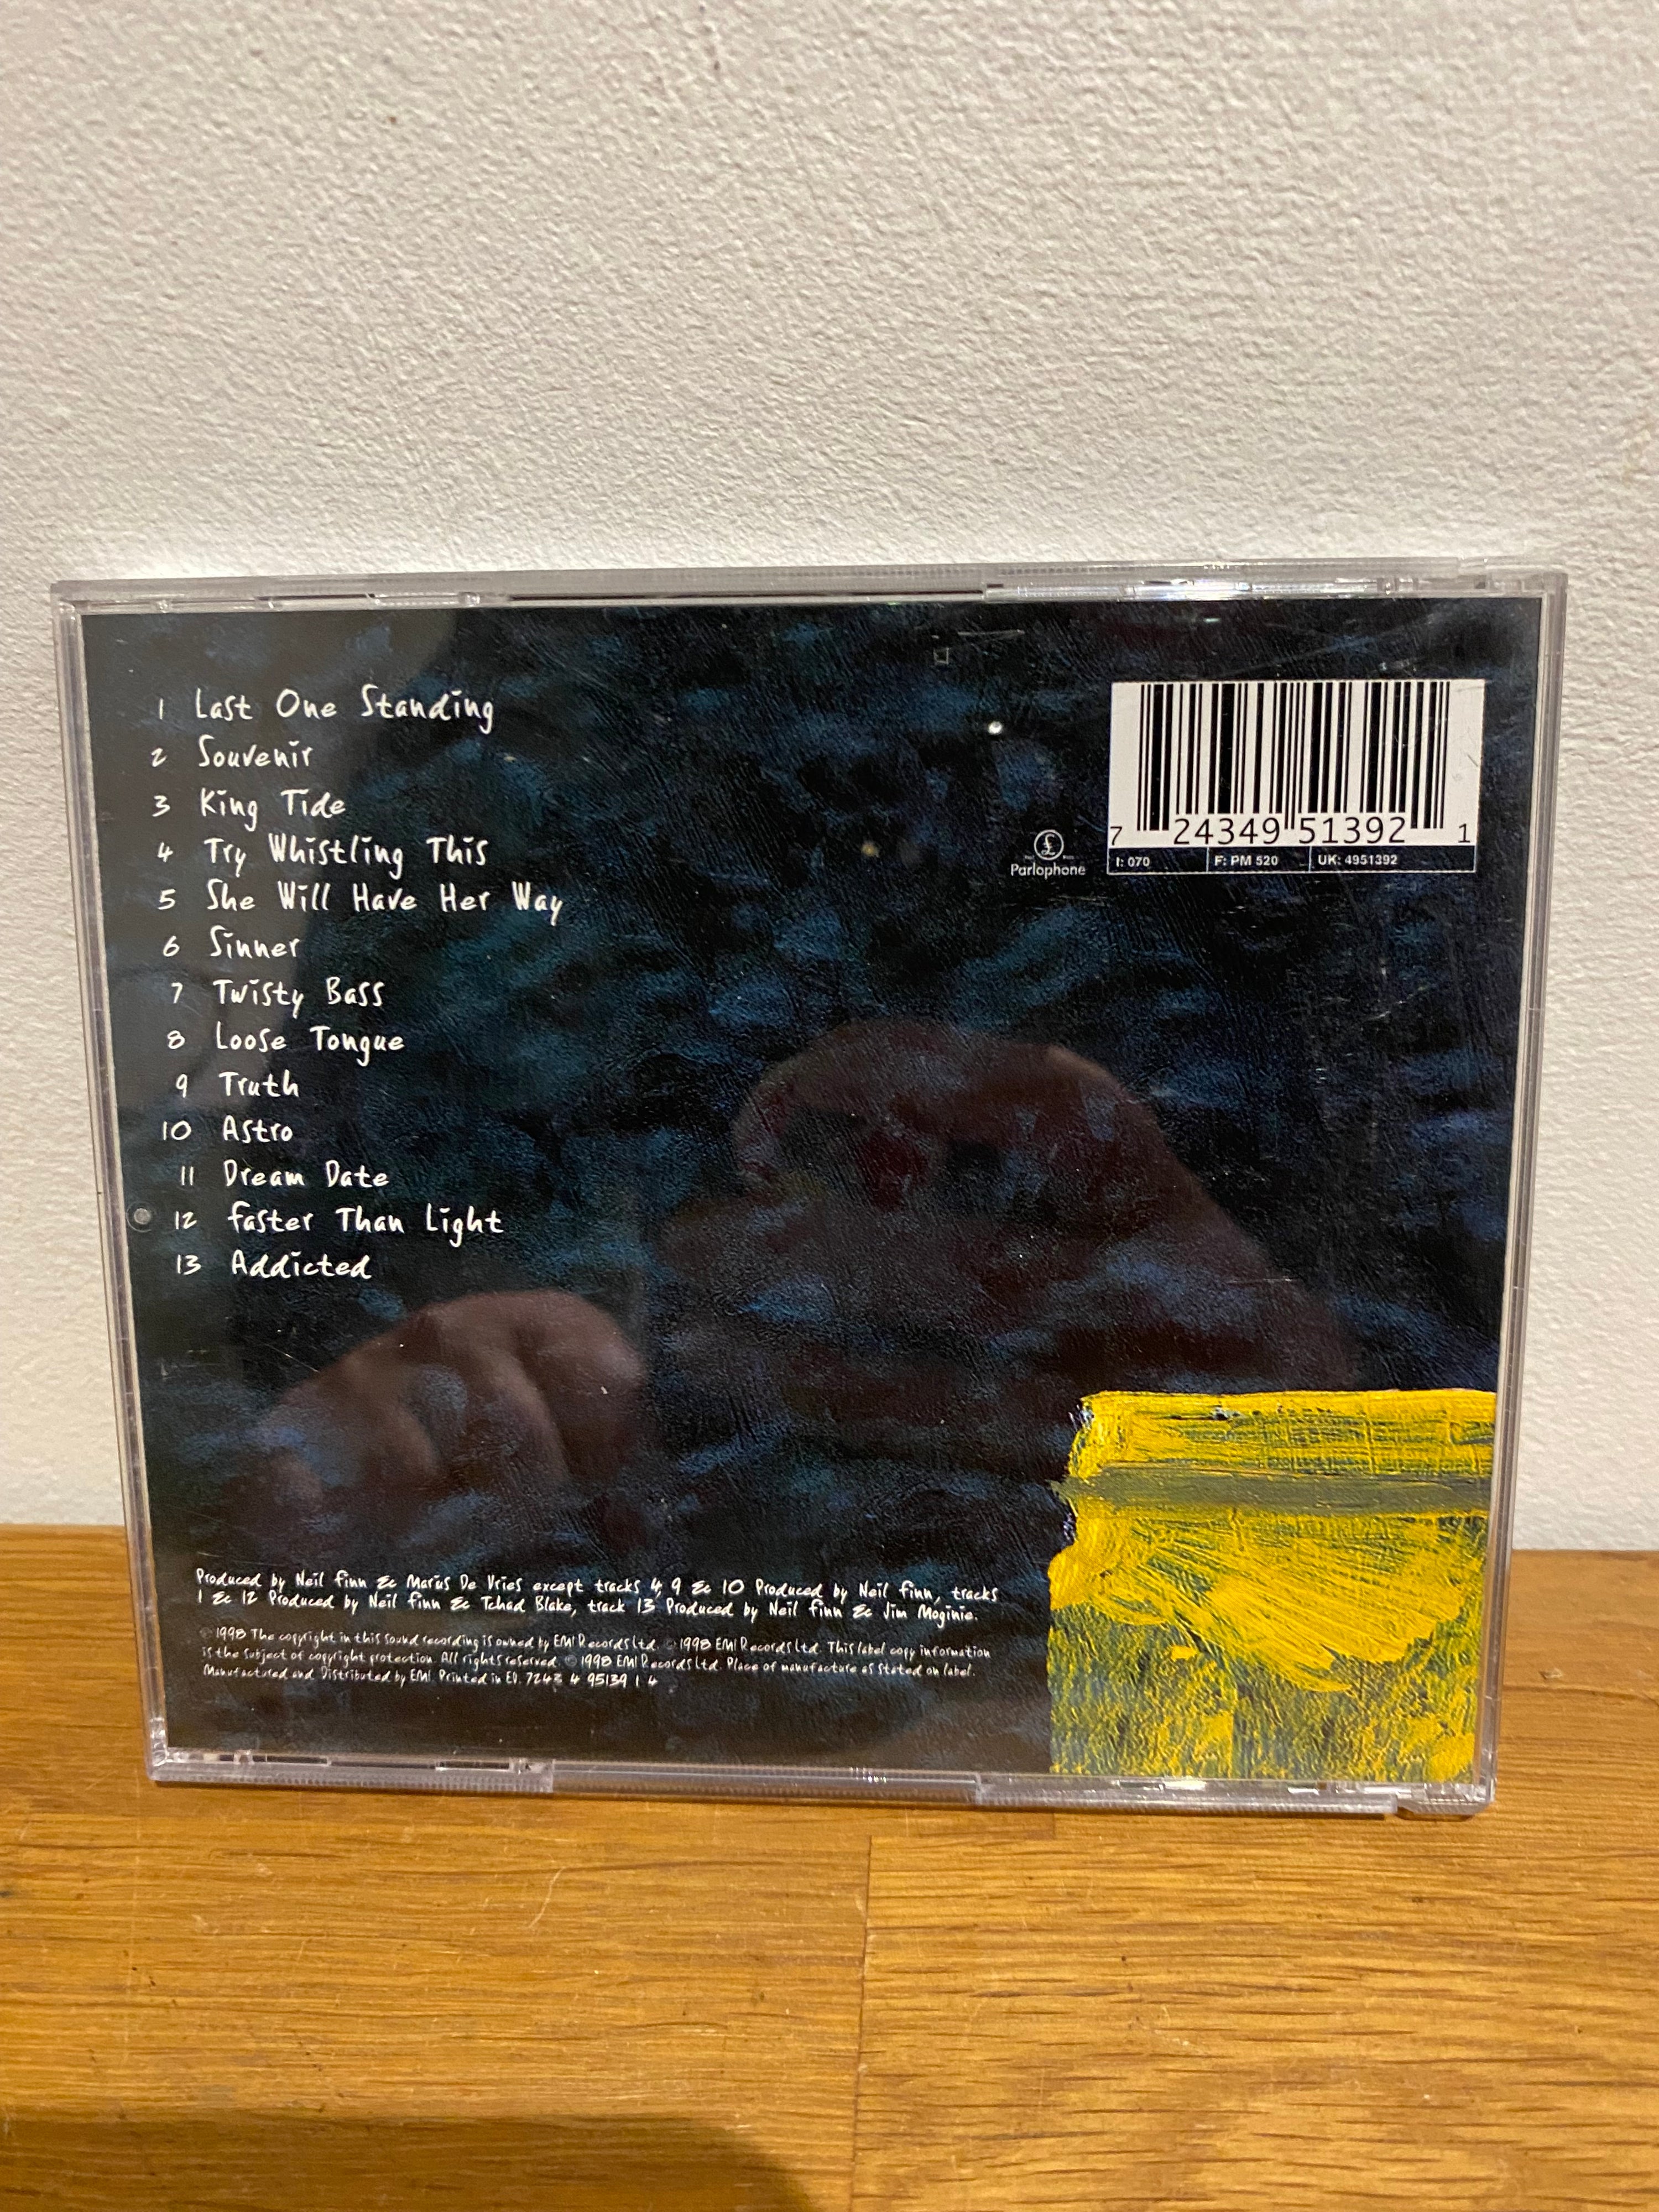 1 Last One Standing
2 Souvenir
3 King Tide
4 Try Whistling This
5 She Will Have Her Way
6 Sinner
7 Twisty Bass
8 Loose Tongue
9 Truth
10 Astro
11 Dream Date
12 Faster Than Light
13 Addicted
7 24349 51392 1
Parlophone
I: 070 F: PM 520 UK: 4951392
Produced by Neil Finn & Marius De Vries except tracks 4, 9 & 10 Produced by Neil Finn, tracks
1 & 12 Produced by Neil Finn & Tchad Blake, track 13 Produced by Neil Finn & Jim Moginie.
℗ 1998 The copyright in this sound recording is owned by EMI Records Ltd. © 1998 EMI Records Ltd. This label copy information
is the subject of copyright protection. All rights reserved. © 1998 EMI Records Ltd. Place of manufacture as stated on label.
Manufactured and Distributed by EMI. Printed in EU. 7243 4 95139 1 4